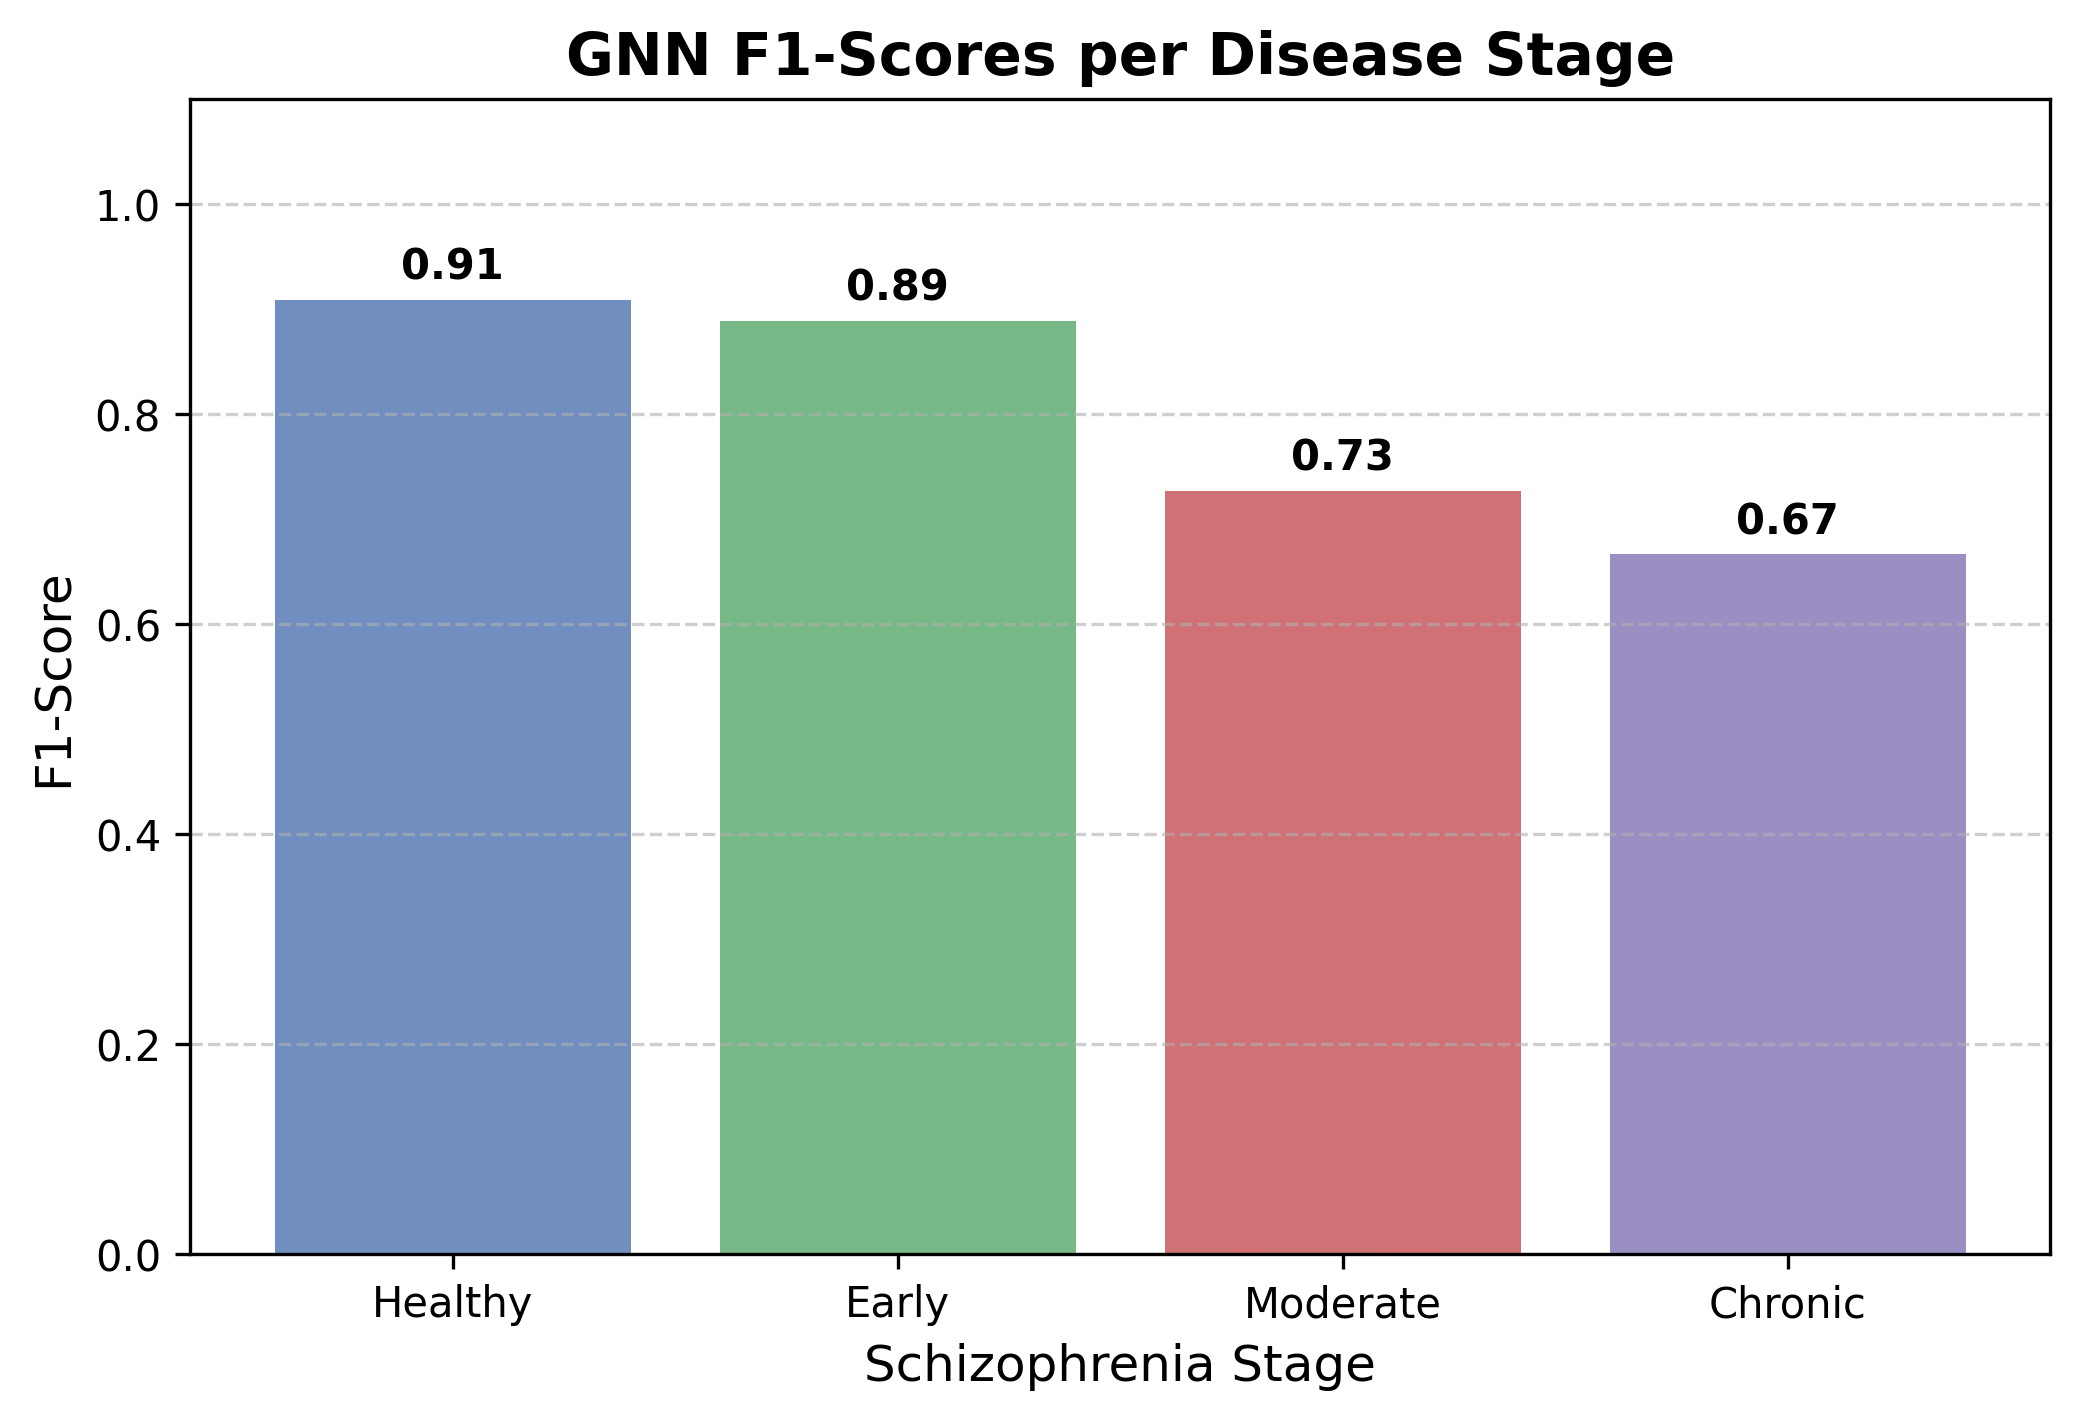 GNN F1-Scores per Disease Stage
1.0
0.8
0.6
0.4
0.2
0.0
F1-Score
0.91
0.89
0.73
0.67
Healthy
Early
Moderate
Chronic
Schizophrenia Stage